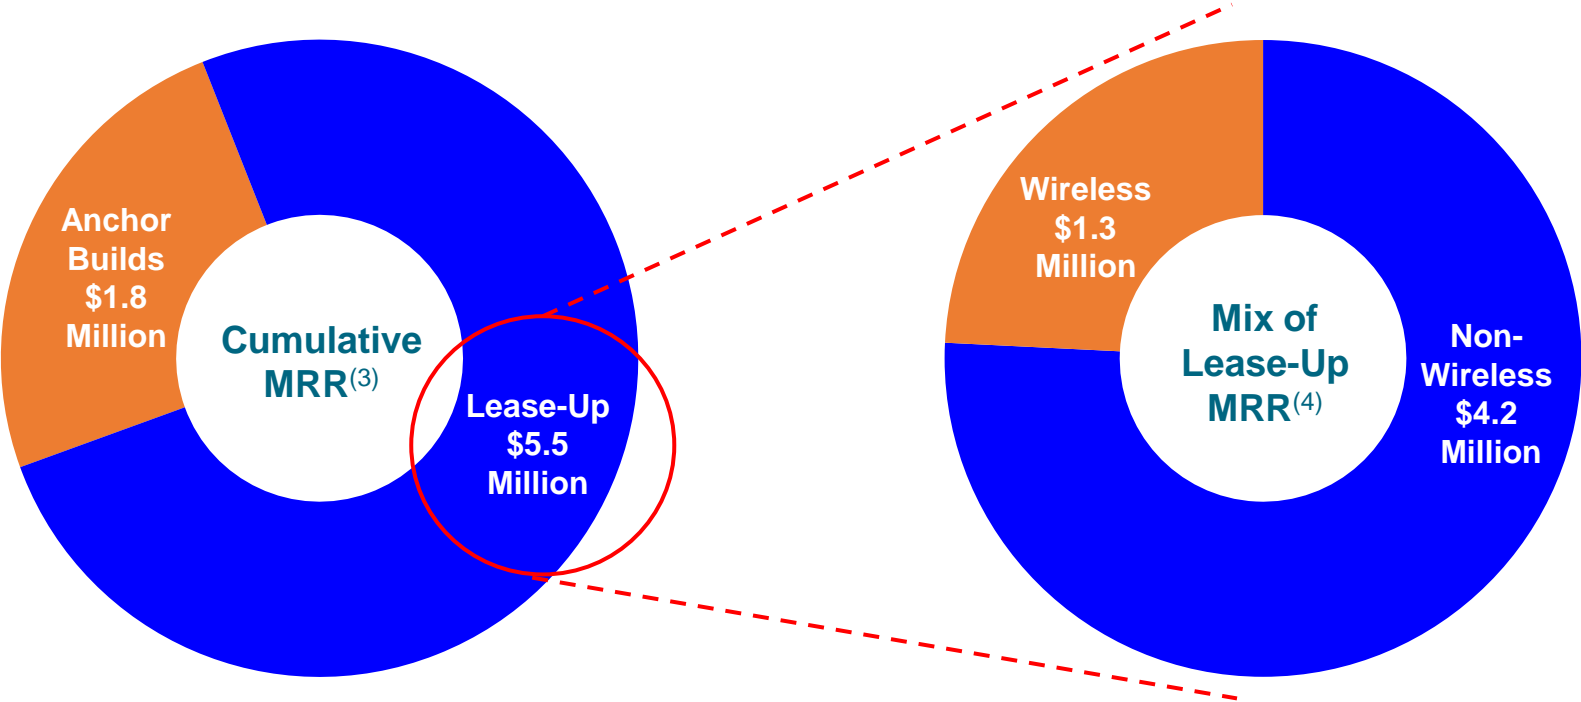 Anchor
Builds
$1.8
Million
Cumulative
MRR(3)
Lease-Up
$5.5
Million
Wireless
$1.3
Million
Mix of
Lease-Up
MRR(4)
Non-
Wireless
$4.2
Million